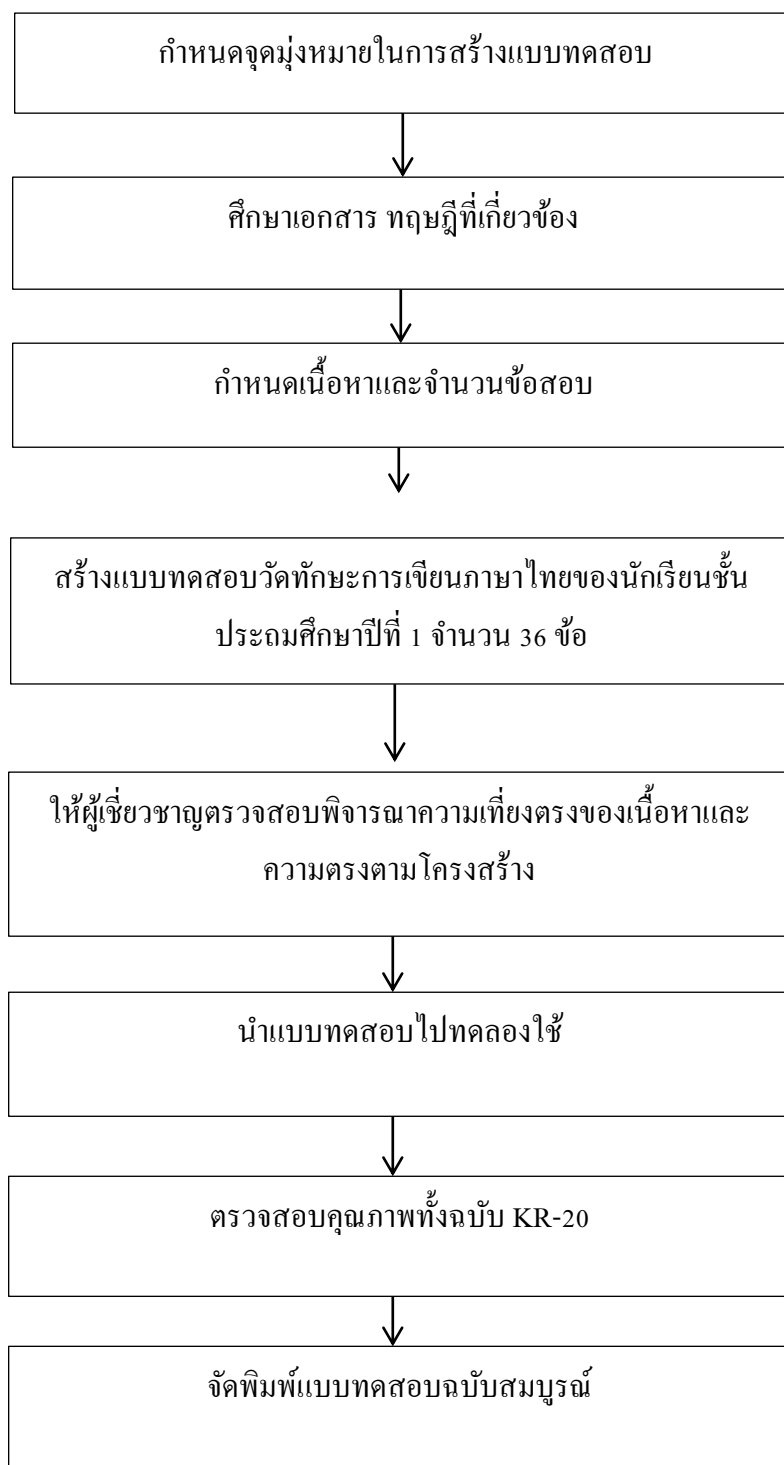 กำหนดจุดมุ่งหมายในการสร้างแบบทดสอบ
ศึกษาเอกสาร ทฤษฎีที่เกี่ยวข้อง
กำหนดเนื้อหาและจำนวนข้อสอบ
สร้างแบบทดสอบวัดทักษะการเขียนภาษาไทยของนักเรียนชั้น
ประถมศึกษาปีที่ 1 จำนวน 36 ข้อ
ให้ผู้เชี่ยวชาญตรวจสอบพิจารณาความเที่ยงตรงของเนื้อหาและ
ความตรงตามโครงสร้าง
นำแบบทดสอบไปทดลองใช้
ตรวจสอบคุณภาพทั้งฉบับ KR-20
จัดพิมพ์แบบทดสอบฉบับสมบูรณ์